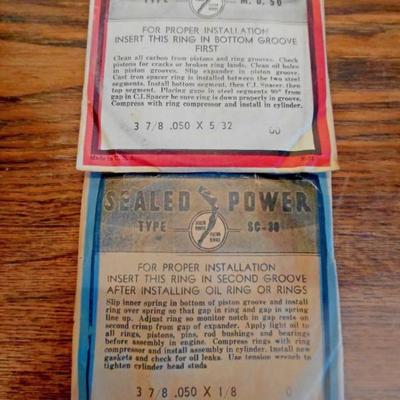 TYPE M. D. 50
FOR PROPER INSTALLATION
INSERT THIS RING IN BOTTOM GROOVE
FIRST
Clean all carbon from pistons and ring grooves. Check
pistons for cracks or broken ring lands. Clean oil holes
in piston grooves. Slip expander in piston groove.
Cast iron spacer ring is installed between the two steel
segments. Install bottom segment, then C.I. Spacer, then
top segment. Placing gaps in steel segments 90° from
gap in C.I. Spacer be sure ring is down properly in groove.
Compress with ring compressor and install in cylinder.
3 7/8 .050 X 5/32
Made in U.S.A.
SEALED POWER
TYPE SC-30
SEALED POWER PISTON RINGS
FOR PROPER INSTALLATION
INSERT THIS RING IN SECOND GROOVE
AFTER INSTALLING OIL RING OR RINGS
Slip inner spring in bottom of piston groove and install
ring over spring so that gap in ring and gap in spring
line up. Adjust ring so monitor notch in gap rests on
second crimp from gap of expander. Apply light oil to
all rings, pistons, pins, rod bushings and bearings
before assembly in engine. Compress rings with ring
compressor and install assembly in cylinder. Install new
gaskets and check for oil leaks. Use tension wrench to
tighten cylinder head studs
3 7/8 .050 X 1/8